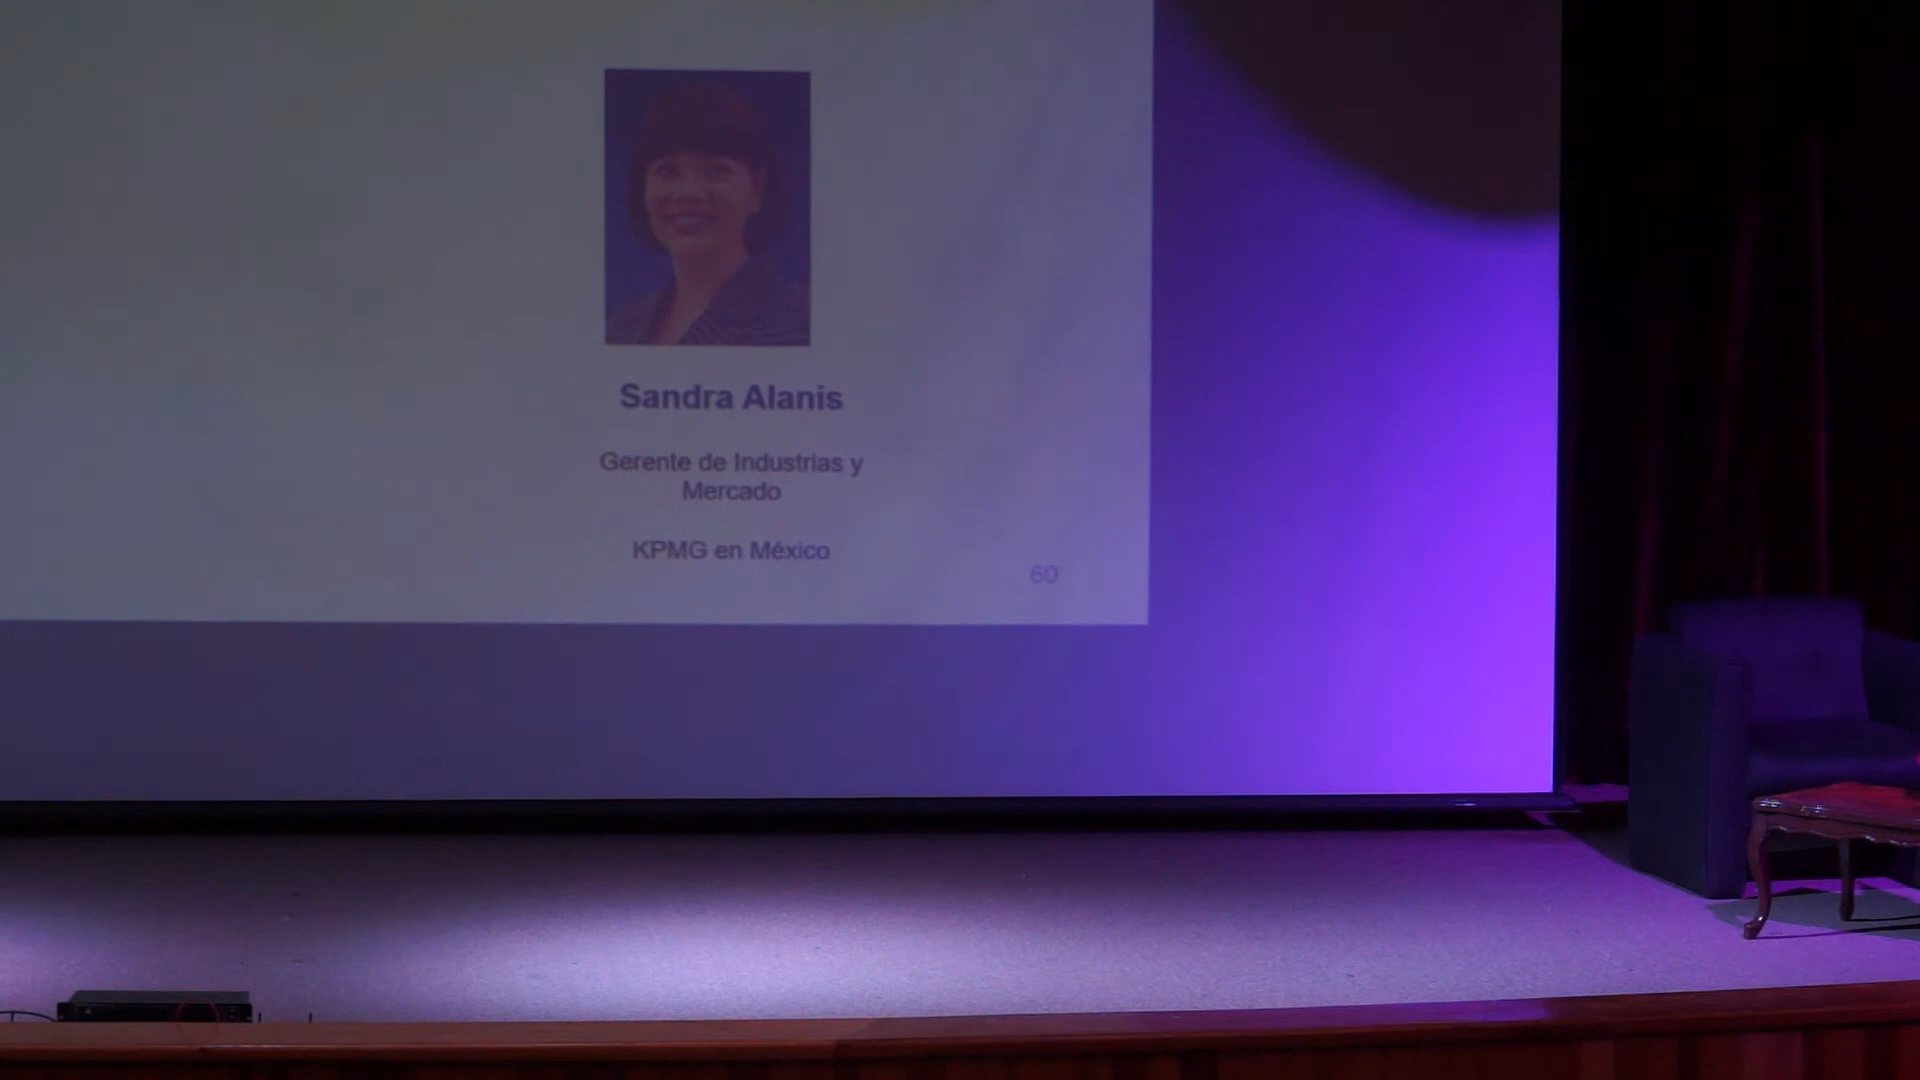 Sandra Alanis
Gerente de Industrias y
Mercado
KPMG en México
60